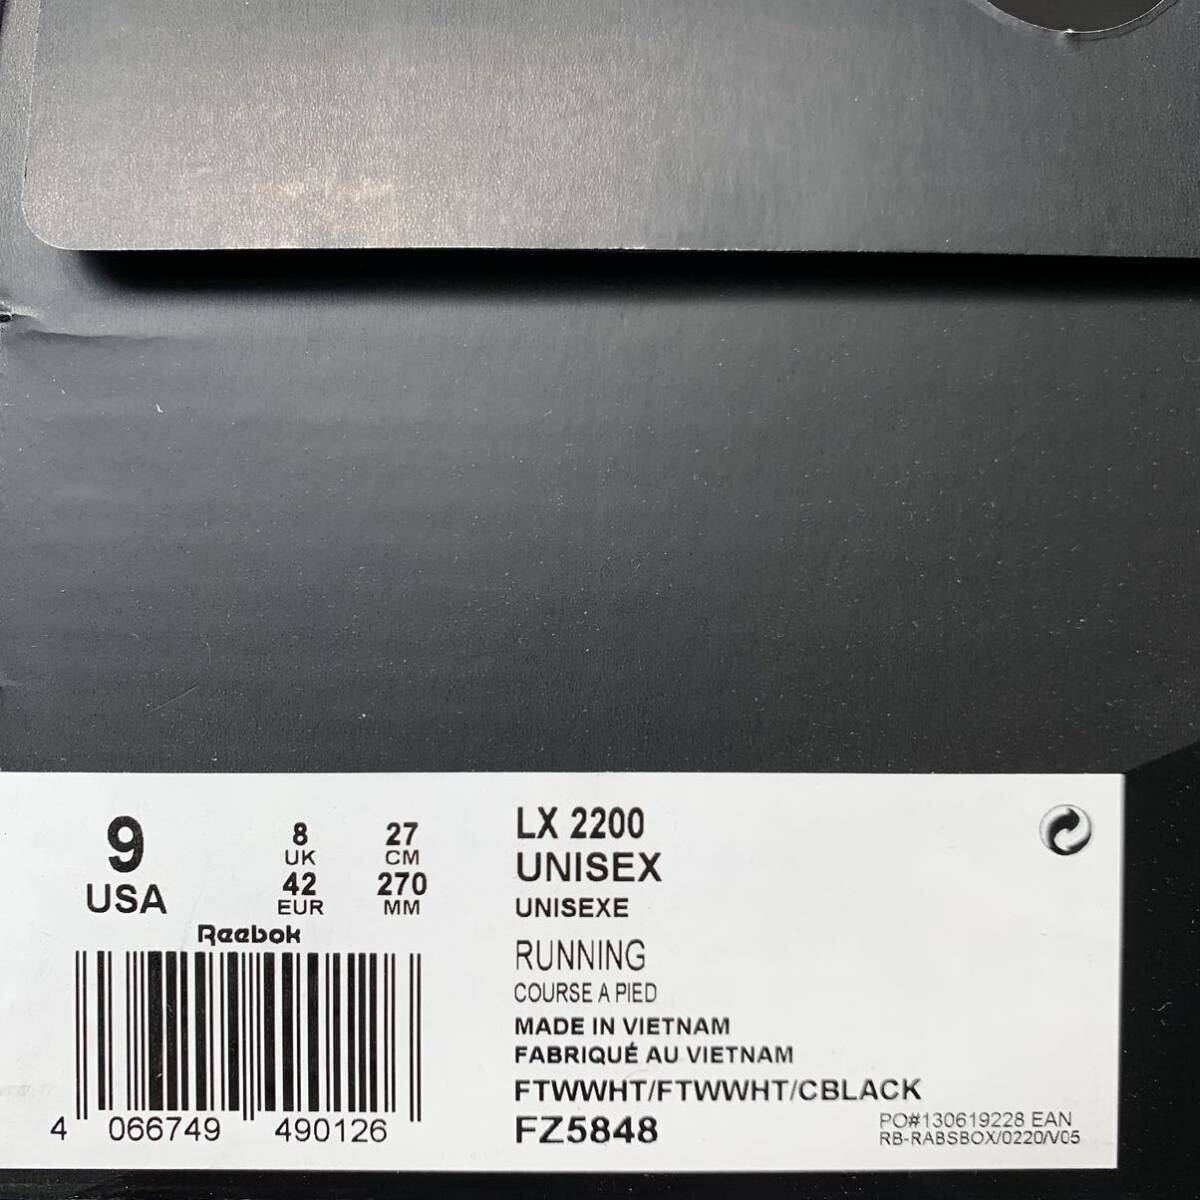 9
USA
8
UK
42
EUR
27
CM
270
MM
Reebok
4 066749 490126
LX 2200
UNISEX
UNISEXE
RUNNING
COURSE A PIED
MADE IN VIETNAM
FABRIQUÉ AU VIETNAM
FTWWHT/FTWWHT/CBLACK
FZ5848
PO#130619228 EAN
RB-RABSBOX/0220/V05